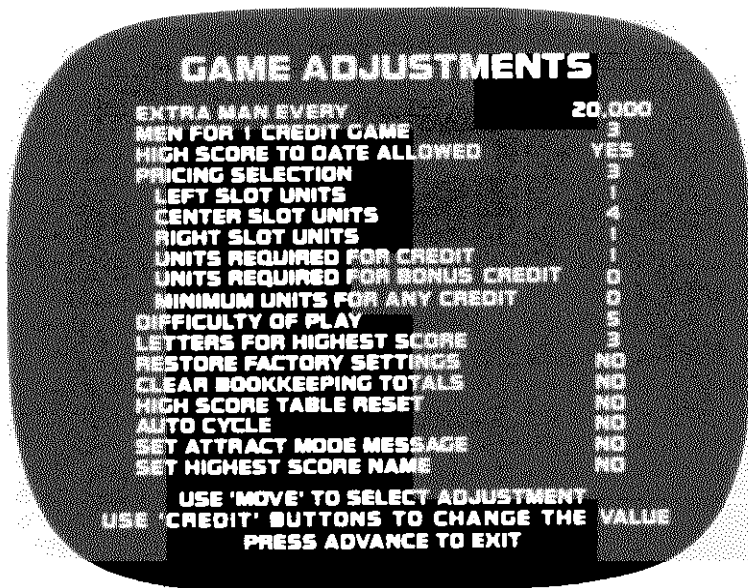 GAME ADJUSTMENTS
EXTRA MAN EVERY 20,000
MEN FOR 1 CREDIT GAME 3
HIGH SCORE TO DATE ALLOWED YES
PRICING SELECTION 3
LEFT SLOT UNITS 1
CENTER SLOT UNITS 4
RIGHT SLOT UNITS 1
UNITS REQUIRED FOR CREDIT 1
UNITS REQUIRED FOR BONUS CREDIT 0
MINIMUM UNITS FOR ANY CREDIT 0
DIFFICULTY OF PLAY 5
LETTERS FOR HIGHEST SCORE 3
RESTORE FACTORY SETTINGS NO
CLEAR BOOKKEEPING TOTALS NO
HIGH SCORE TABLE RESET NO
AUTO CYCLE NO
SET ATTRACT MODE MESSAGE NO
SET HIGHEST SCORE NAME NO
USE 'MOVE' TO SELECT ADJUSTMENT
USE 'CREDIT' BUTTONS TO CHANGE THE VALUE
PRESS ADVANCE TO EXIT